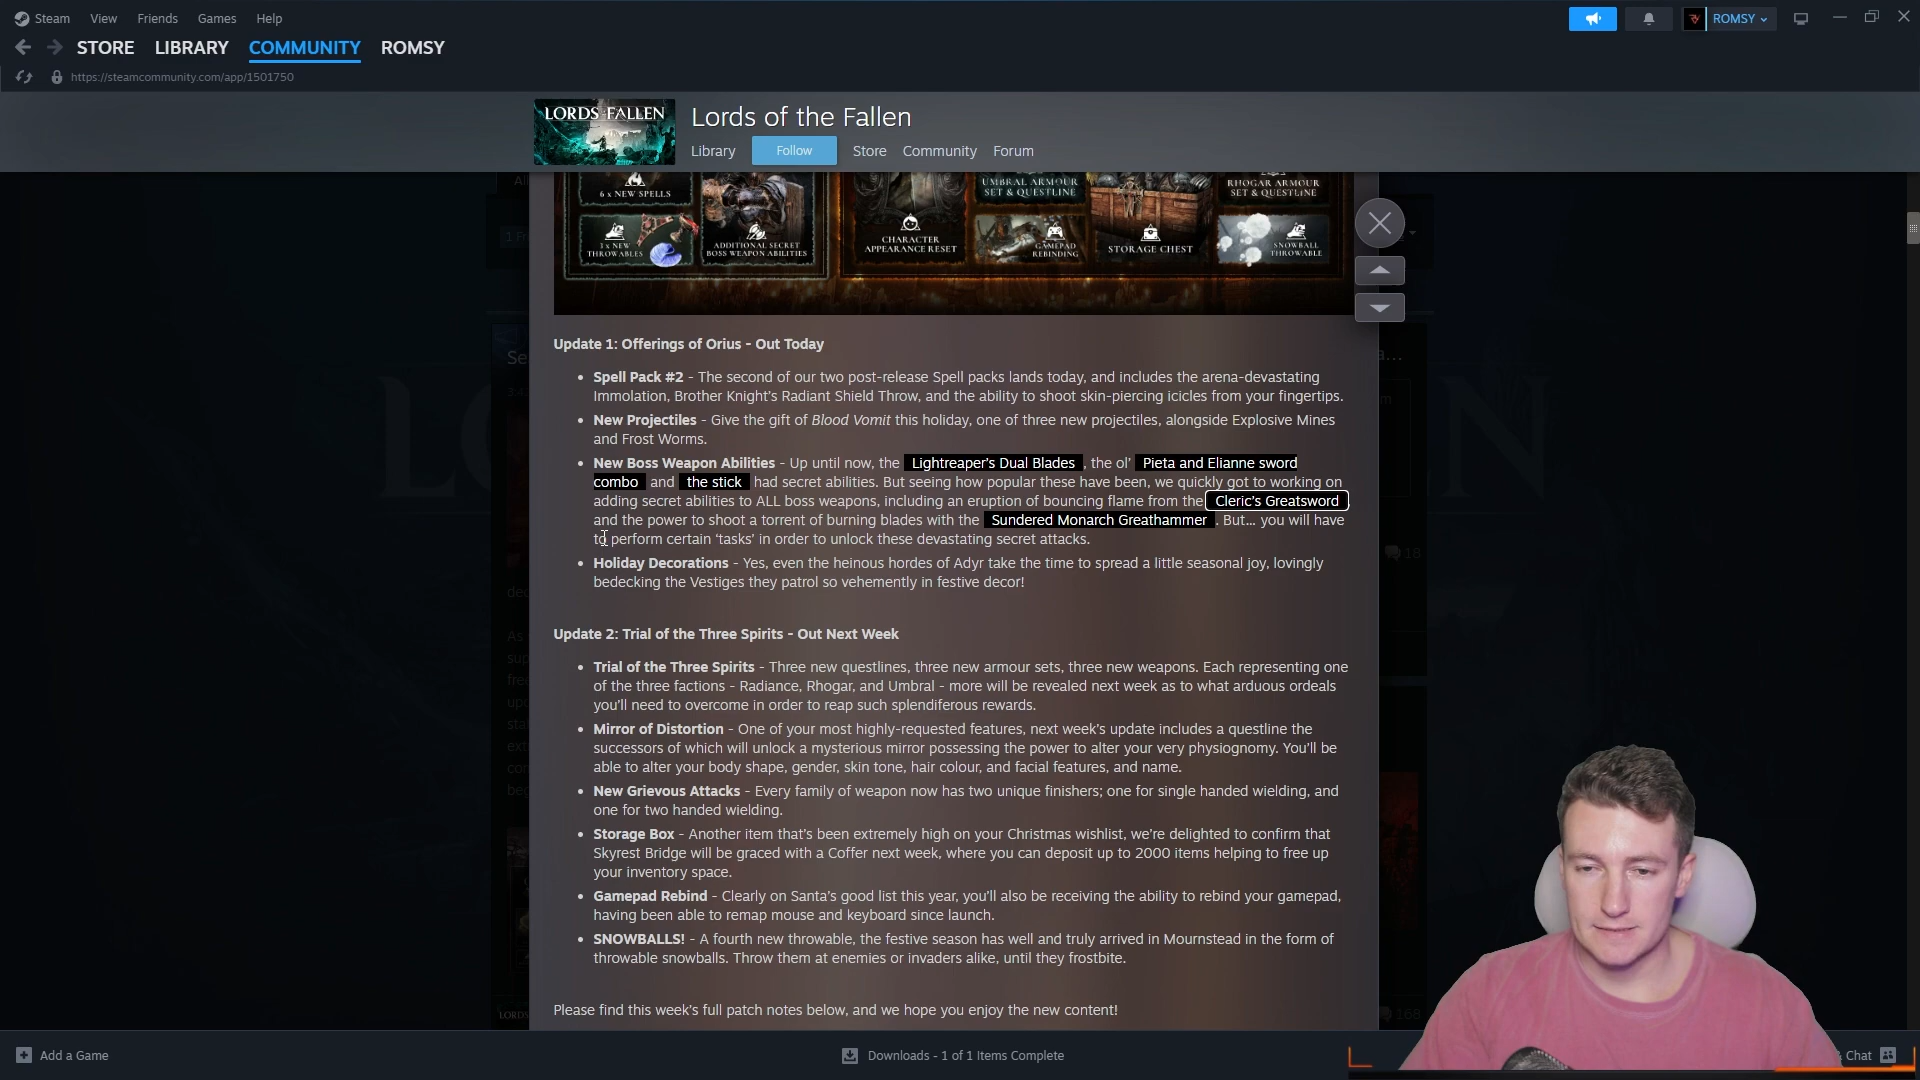 Steam View Friends Games Help
ROMSY
STORE LIBRARY COMMUNITY ROMSY
https://steamcommunity.com/app/1501750
LORDS OF THE FALLEN
Lords of the Fallen
Library Follow Store Community Forum
6 x NEW SPELLS
UMBRAL ARMOUR SET & QUESTLINE
RHOGAR ARMOUR SET & QUESTLINE
3 x NEW THROWABLES
ADDITIONAL SECRET BOSS WEAPON ABILITIES
CHARACTER APPEARANCE RESET
GAMEPAD REBINDING
STORAGE CHEST
SNOWBALL THROWABLE
Update 1: Offerings of Orius - Out Today
• Spell Pack #2 - The second of our two post-release Spell packs lands today, and includes the arena-devastating
Immolation, Brother Knight's Radiant Shield Throw, and the ability to shoot skin-piercing icicles from your fingertips.
• New Projectiles - Give the gift of Blood Vomit this holiday, one of three new projectiles, alongside Explosive Mines
and Frost Worms.
• New Boss Weapon Abilities - Up until now, the Lightreaper's Dual Blades , the ol' Pieta and Elianne sword
combo and the stick had secret abilities. But seeing how popular these have been, we quickly got to working on
adding secret abilities to ALL boss weapons, including an eruption of bouncing flame from the Cleric's Greatsword
and the power to shoot a torrent of burning blades with the Sundered Monarch Greathammer . But... you will have
to perform certain 'tasks' in order to unlock these devastating secret attacks.
• Holiday Decorations - Yes, even the heinous hordes of Adyr take the time to spread a little seasonal joy, lovingly
bedecking the Vestiges they patrol so vehemently in festive decor!
Update 2: Trial of the Three Spirits - Out Next Week
• Trial of the Three Spirits - Three new questlines, three new armour sets, three new weapons. Each representing one
of the three factions - Radiance, Rhogar, and Umbral - more will be revealed next week as to what arduous ordeals
you'll need to overcome in order to reap such splendiferous rewards.
• Mirror of Distortion - One of your most highly-requested features, next week's update includes a questline the
successors of which will unlock a mysterious mirror possessing the power to alter your very physiognomy. You'll be
able to alter your body shape, gender, skin tone, hair colour, and facial features, and name.
• New Grievous Attacks - Every family of weapon now has two unique finishers; one for single handed wielding, and
one for two handed wielding.
• Storage Box - Another item that's been extremely high on your Christmas wishlist, we're delighted to confirm that
Skyrest Bridge will be graced with a Coffer next week, where you can deposit up to 2000 items helping to free up
your inventory space.
• Gamepad Rebind - Clearly on Santa's good list this year, you'll also be receiving the ability to rebind your gamepad,
having been able to remap mouse and keyboard since launch.
• SNOWBALLS! - A fourth new throwable, the festive season has well and truly arrived in Mournstead in the form of
throwable snowballs. Throw them at enemies or invaders alike, until they frostbite.
Please find this week's full patch notes below, and we hope you enjoy the new content!
Add a Game
Downloads - 1 of 1 Items Complete
Chat